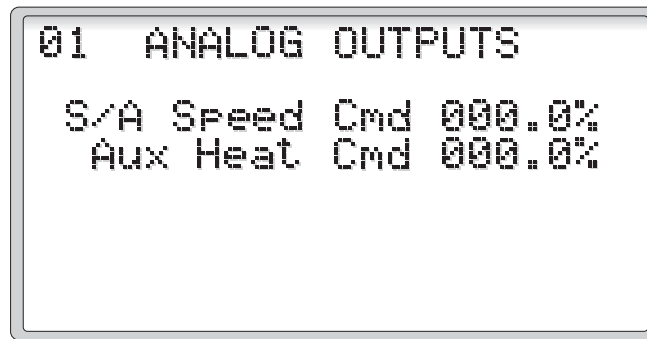 01 ANALOG OUTPUTS
S/A Speed Cmd 000.0%
Aux Heat Cmd 000.0%